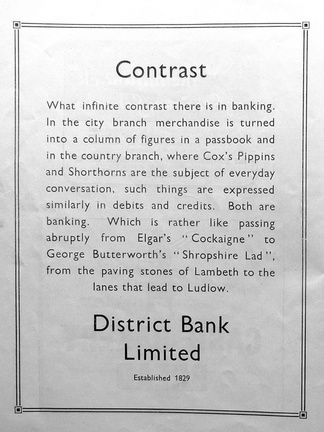 Contrast
What infinite contrast there is in banking.
In the city branch merchandise is turned
into a column of figures in a passbook and
in the country branch, where Cox's Pippins
and Shorthorns are the subject of everyday
conversation, such things are expressed
similarly in debits and credits. Both are
banking. Which is rather like passing
abruptly from Elgar's "Cockaigne" to
George Butterworth's "Shropshire Lad",
from the paving stones of Lambeth to the
lanes that lead to Ludlow.
District Bank
Limited
Established 1829